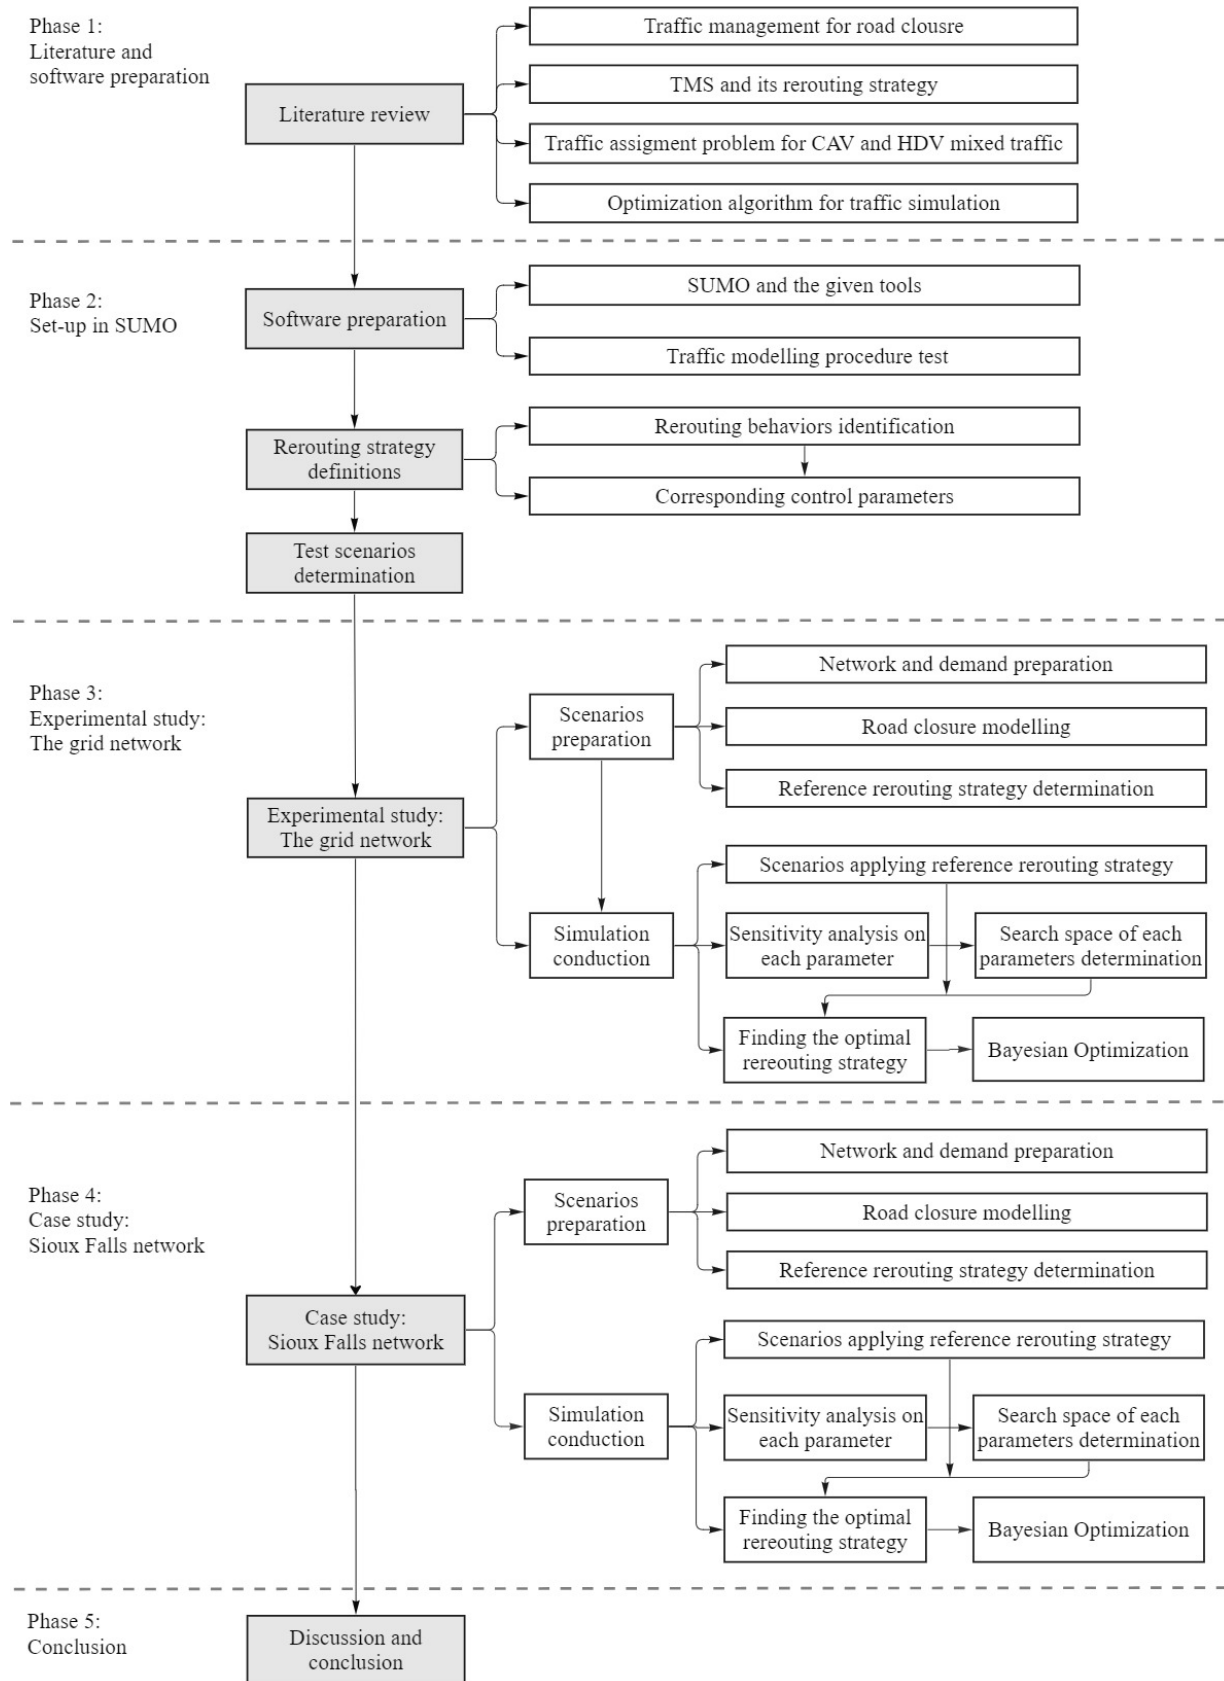 Phase 1:
Literature and
software preparation
Literature review
Traffic management for road clousre
TMS and its rerouting strategy
Traffic assigment problem for CAV and HDV mixed traffic
Optimization algorithm for traffic simulation
Phase 2:
Set-up in SUMO
Software preparation
SUMO and the given tools
Traffic modelling procedure test
Rerouting strategy
definitions
Rerouting behaviors identification
Corresponding control parameters
Test scenarios
determination
Phase 3:
Experimental study:
The grid network
Experimental study:
The grid network
Scenarios
preparation
Network and demand preparation
Road closure modelling
Reference rerouting strategy determination
Simulation
conduction
Scenarios applying reference rerouting strategy
Sensitivity analysis on
each parameter
Search space of each
parameters determination
Finding the optimal
rereouting strategy
Bayesian Optimization
Phase 4:
Case study:
Sioux Falls network
Case study:
Sioux Falls network
Scenarios
preparation
Network and demand preparation
Road closure modelling
Reference rerouting strategy determination
Simulation
conduction
Scenarios applying reference rerouting strategy
Sensitivity analysis on
each parameter
Search space of each
parameters determination
Finding the optimal
rereouting strategy
Bayesian Optimization
Phase 5:
Conclusion
Discussion and
conclusion